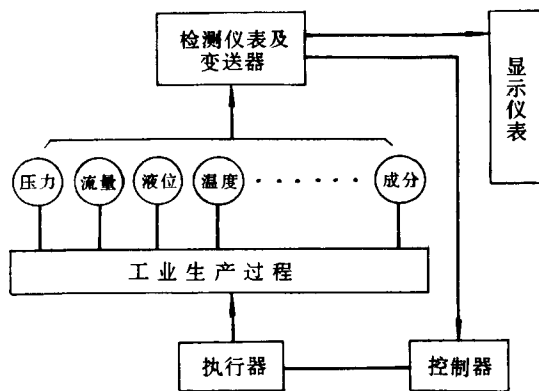 检测仪表及
变送器
显示仪表
压力 流量 液位 温度 ······ 成分
工业生产过程
执行器
控制器